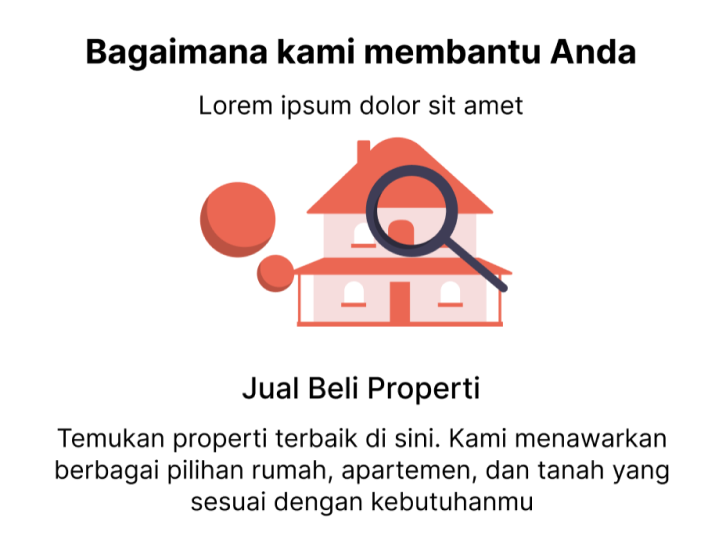 Bagaimana kami membantu Anda
Lorem ipsum dolor sit amet
Jual Beli Properti
Temukan properti terbaik di sini. Kami menawarkan
berbagai pilihan rumah, apartemen, dan tanah yang
sesuai dengan kebutuhanmu